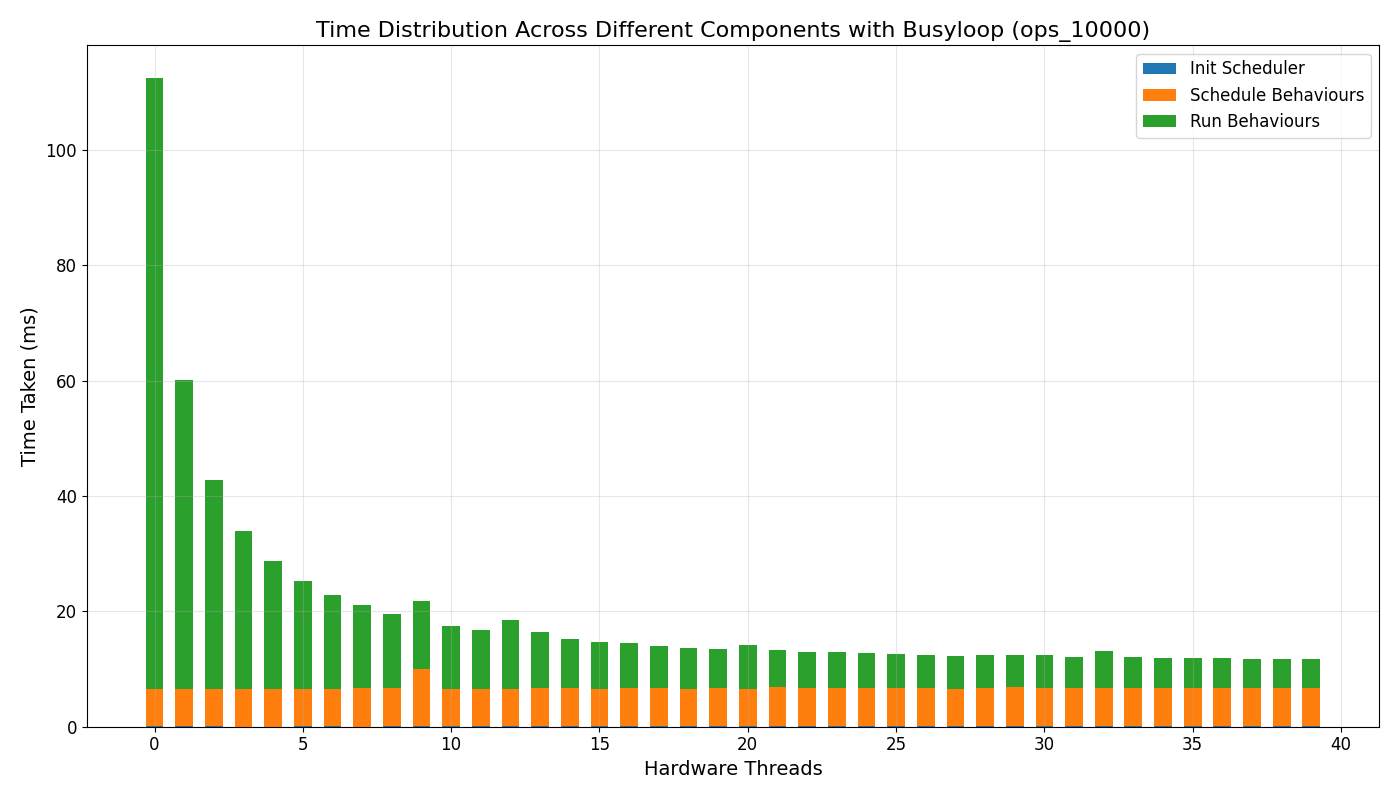 Time Distribution Across Different Components with Busyloop (ops_10000)
Init Scheduler
Schedule Behaviours
Run Behaviours
Time Taken (ms)
100
80
60
40
20
0
0 5 10 15 20 25 30 35 40
Hardware Threads